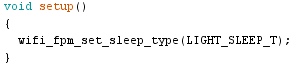 void setup()
{
  wifi_fpm_set_sleep_type(LIGHT_SLEEP_T);
}